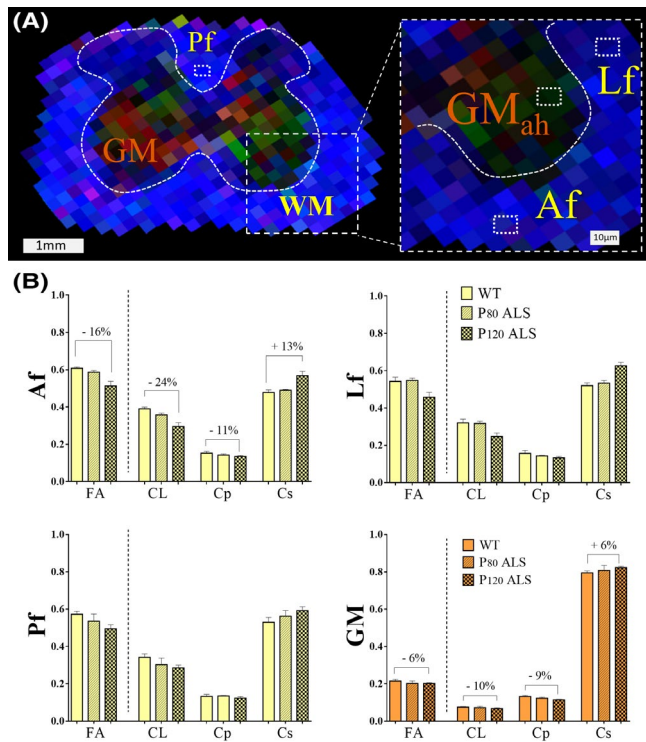 (A)
Pf
GM
WM
1mm
Lf
GMah
Af
10μm
(B)
Af
1.0
0.8
0.6
0.4
0.2
0.0
- 16%
- 24%
- 11%
+ 13%
FA CL Cp Cs
Lf
1.0
0.8
0.6
0.4
0.2
0.0
WT
P80 ALS
P120 ALS
FA CL Cp Cs
Pf
1.0
0.8
0.6
0.4
0.2
0.0
FA CL Cp Cs
GM
1.0
0.8
0.6
0.4
0.2
0.0
WT
P80 ALS
P120 ALS
- 6%
- 10%
- 9%
+ 6%
FA CL Cp Cs